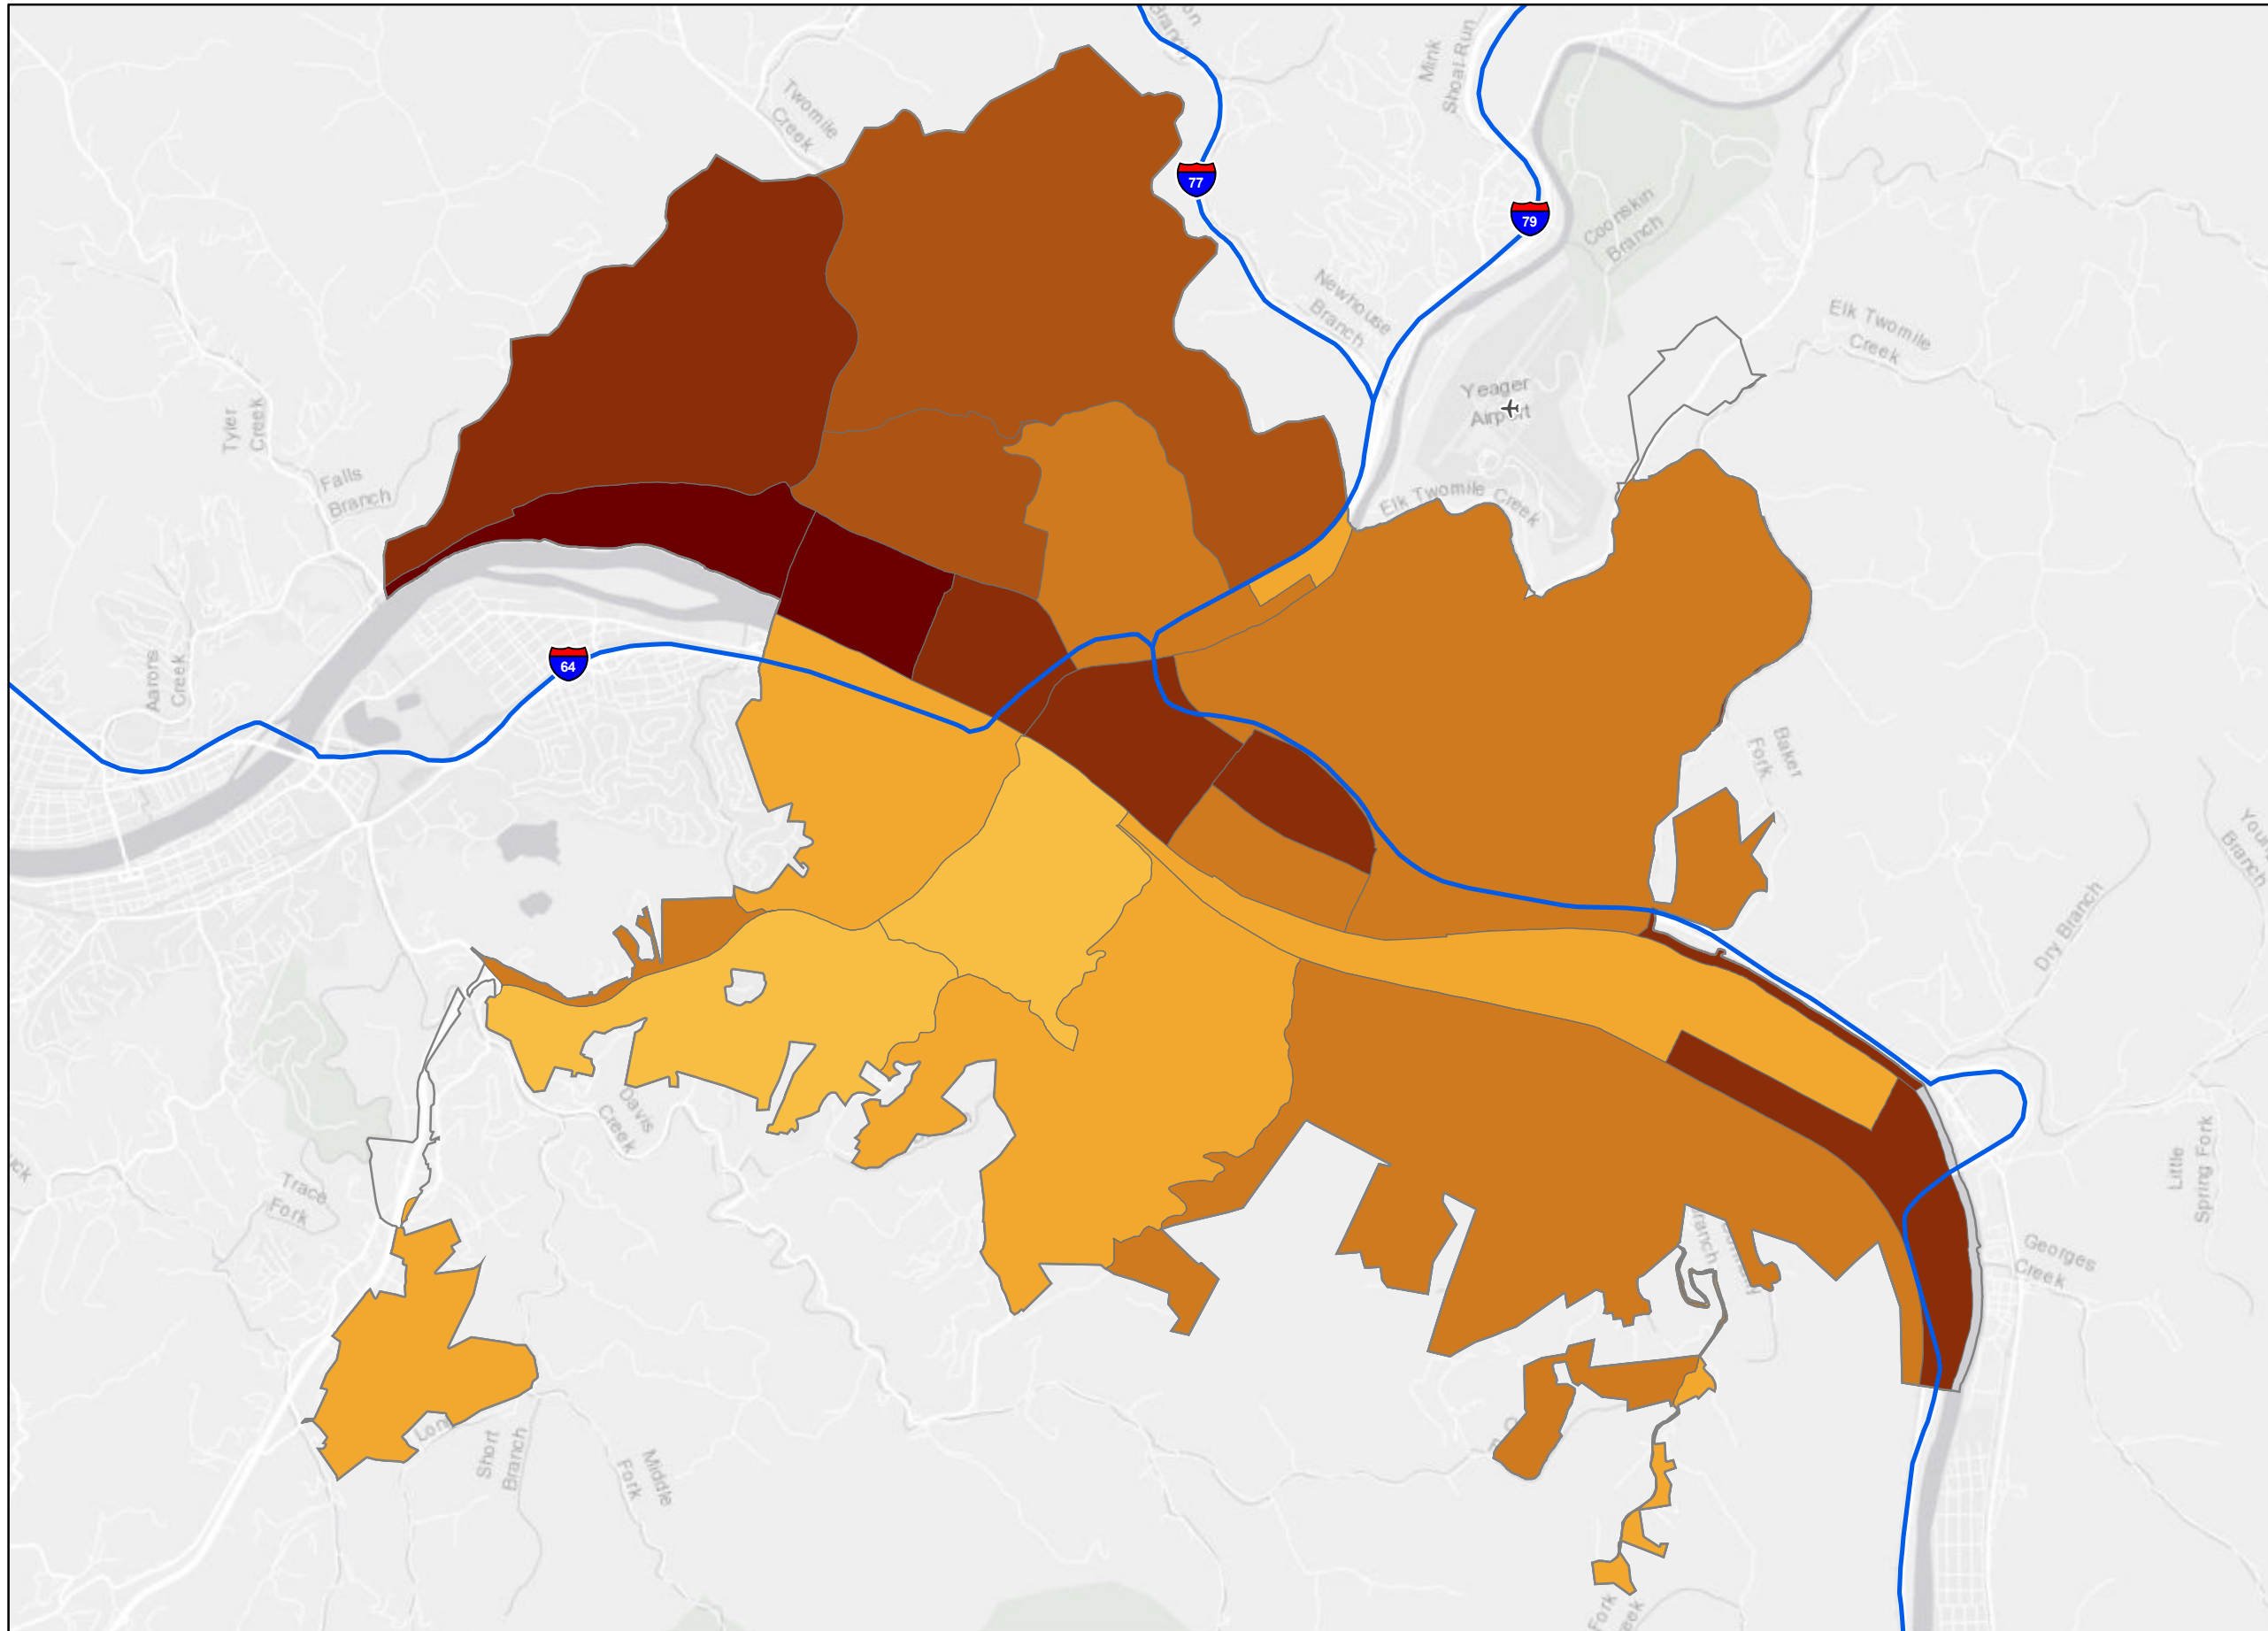 Mink
Shoal Run
Twomile
Creek
77
79
Coonskin
Branch
Newhouse
Branch
Elk Twomile
Creek
Yeager
Airport
Tyler
Creek
Falls
Branch
Elk Twomile Creek
64
Aarons
Creek
Baker
Fork
Branch
Dry Branch
Davis
Creek
Little
Spring Fork
Trace
Fork
Georges
Creek
Short
Branch
Middle
Fork
Fork